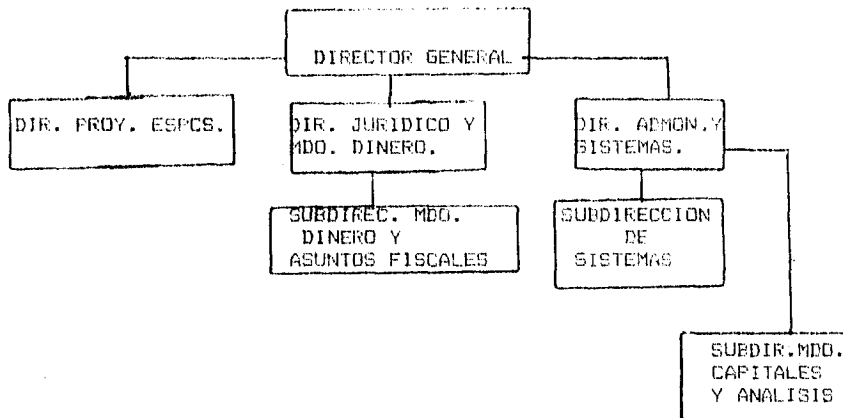 DIRECTOR GENERAL
DIR. PROY. ESPCS.
DIR. JURIDICO Y
MDO. DINERO.
DIR. ADMON.Y
SISTEMAS.
SUBDIREC. MDO.
DINERO Y
ASUNTOS FISCALES
SUBDIRECCION
DE
SISTEMAS
SUBDIR.MDO.
CAPITALES
Y ANALISIS